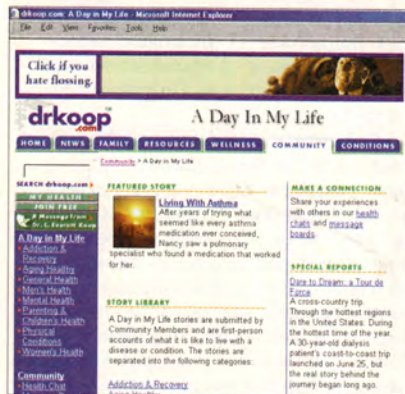 drkoop.com: A Day in My Life - Microsoft Internet Explorer
File Edit View Favorites Tools Help
Click if you
hate flossing.
drkoop
.com
A Day In My Life
HOME NEWS FAMILY RESOURCES WELLNESS COMMUNITY CONDITIONS
Community > A Day in My Life
SEARCH drkoop.com
MY HEALTH
JOIN FREE
A Message from
Dr. C. Everett Koop
A Day in My Life
Addiction &
Recovery
Aging Healthy
General Health
Men's Health
Mental Health
Parenting &
Children's Health
Physical
Conditions
Women's Health
Community
Health Chat
FEATURED STORY
Living With Asthma
After years of trying what
seemed like every asthma
medication ever conceived,
Nancy saw a pulmonary
specialist who found a medication that worked
for her.
STORY LIBRARY
A Day in My Life stories are submitted by
Community Members and are first-person
accounts of what it is like to live with a
disease or condition. The stories are
separated into the following categories:
Addiction & Recovery
MAKE A CONNECTION
Share your experiences
with others in our health
chats and message
boards.
SPECIAL REPORTS
Dare to Dream: a Tour de
Force
A cross-country trip.
Through the hottest regions
in the United States. During
the hottest time of the year.
A 30-year-old dialysis
patient's coast-to-coast trip
launched on June 25, but
the real story behind the
journey began long ago.